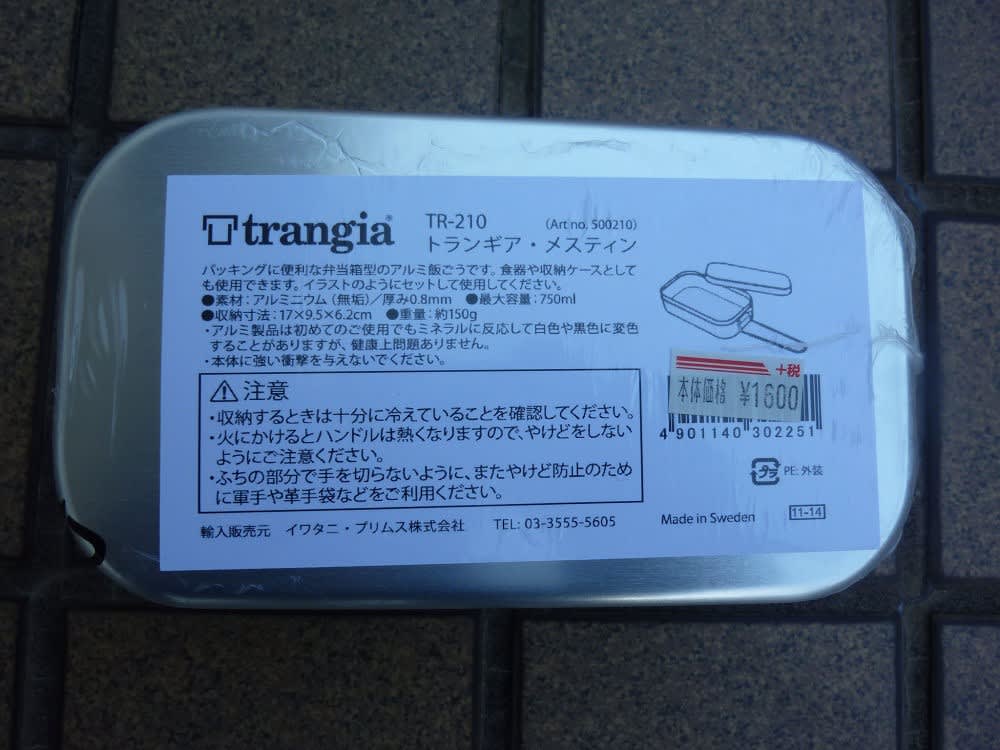 trangia®
TR-210 (Art no. 500210)
トランギア・メスティン
パッキングに便利な弁当箱型のアルミ飯ごうです。食器や収納ケースとして
も使用できます。イラストのようにセットして使用してください。
●素材：アルミニウム（無垢）／厚み0.8mm ●最大容量：750ml
●収納寸法：17×9.5×6.2cm ●重量：約150g
・アルミ製品は初めてのご使用でもミネラルに反応して白色や黒色に変色
することがありますが、健康上問題ありません。
・本体に強い衝撃を与えないでください。
注意
・収納するときは十分に冷えていることを確認してください。
・火にかけるとハンドルは熱くなりますので、やけどをしない
ようにご注意ください。
・ふちの部分で手を切らないように、またやけど防止のため
に軍手や革手袋などをご利用ください。
輸入販売元 イワタニ・プリムス株式会社 TEL: 03-3555-5605
+税
本体価格 ¥1600
4 901140 302251
プラ PE: 外装
Made in Sweden 11-14